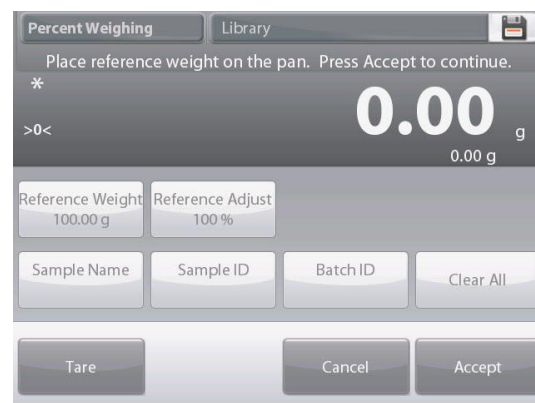 Percent Weighing
Library
Place reference weight on the pan. Press Accept to continue.
*
>0<
0.00 g
0.00 g
Reference Weight
100.00 g
Reference Adjust
100 %
Sample Name
Sample ID
Batch ID
Clear All
Tare
Cancel
Accept